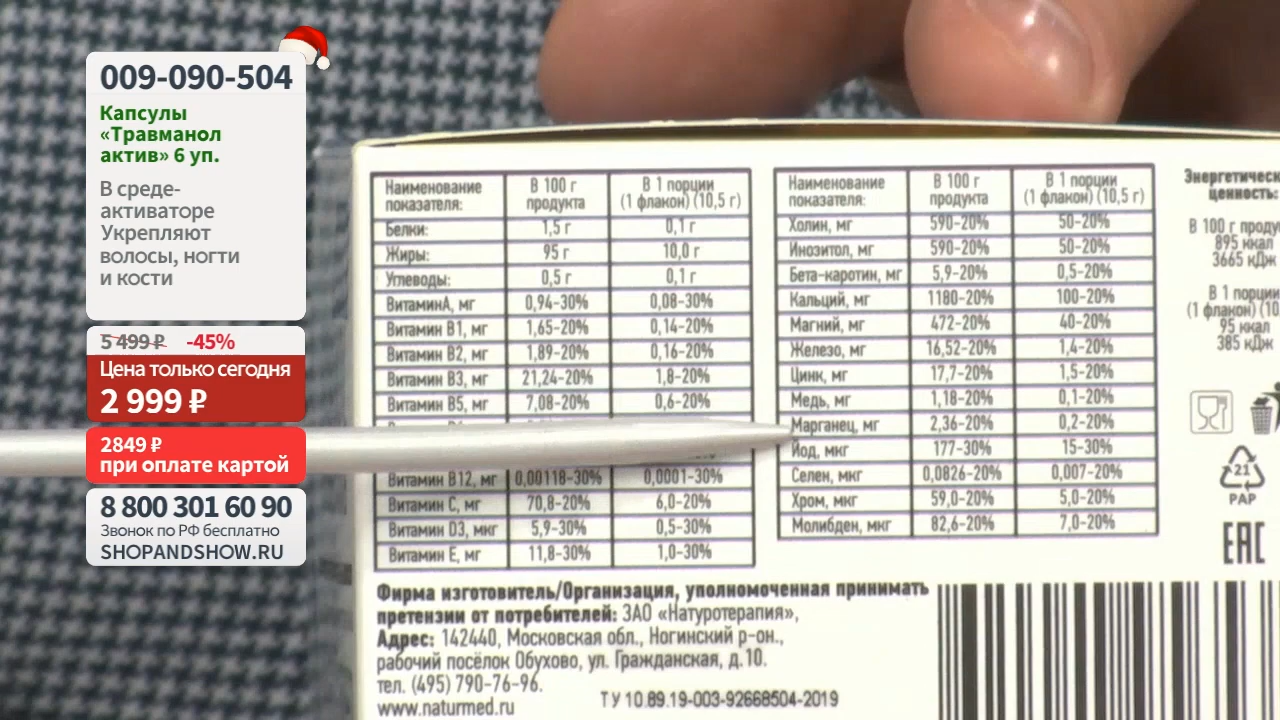 009-090-504
Капсулы
«Травманол
актив» 6 уп.
В среде-
активаторе
Укрепляют
волосы, ногти
и кости
5 499 ₽ -45%
Цена только сегодня
2 999 ₽
2849 ₽
при оплате картой
8 800 301 60 90
Звонок по РФ бесплатно
SHOPANDSHOW.RU
Наименование показателя: В 100 г продукта В 1 порции (1 флакон) (10,5 г)
Белки: 1,5 г 0,1 г
Жиры: 95 г 10,0 г
Углеводы: 0,5 г 0,1 г
ВитаминА, мг 0,94-30% 0,08-30%
Витамин В1, мг 1,65-20% 0,14-20%
Витамин В2, мг 1,89-20% 0,16-20%
Витамин В3, мг 21,24-20% 1,8-20%
Витамин В5, мг 7,08-20% 0,6-20%
Витамин В12, мг 0,00118-30% 0,0001-30%
Витамин С, мг 70,8-20% 6,0-20%
Витамин D3, мкг 5,9-30% 0,5-30%
Витамин Е, мг 11,8-30% 1,0-30%
Наименование показателя: В 100 г продукта В 1 порции (1 флакон) (10,5 г)
Холин, мг 590-20% 50-20%
Инозитол, мг 590-20% 50-20%
Бета-каротин, мг 5,9-20% 0,5-20%
Кальций, мг 1180-20% 100-20%
Магний, мг 472-20% 40-20%
Железо, мг 16,52-20% 1,4-20%
Цинк, мг 17,7-20% 1,5-20%
Медь, мг 1,18-20% 0,1-20%
Марганец, мг 2,36-20% 0,2-20%
Йод, мкг 177-30% 15-30%
Селен, мкг 0,0826-20% 0,007-20%
Хром, мкг 59,0-20% 5,0-20%
Молибден, мкг 82,6-20% 7,0-20%
Энергетическ
ценность:
В 100 г проду
895 ккал
3665 кДж
В 1 порции
(1 флакон) (10
95 ккал
385 кДж
21
PAP
EAC
Фирма изготовитель/Организация, уполномоченная принимать
претензии от потребителей: ЗАО «Натуротерапия»,
Адрес: 142440, Московская обл., Ногинский р-он.,
рабочий посёлок Обухово, ул. Гражданская, д.10.
тел. (495) 790-76-96.
www.naturmed.ru
ТУ 10.89.19-003-92668504-2019